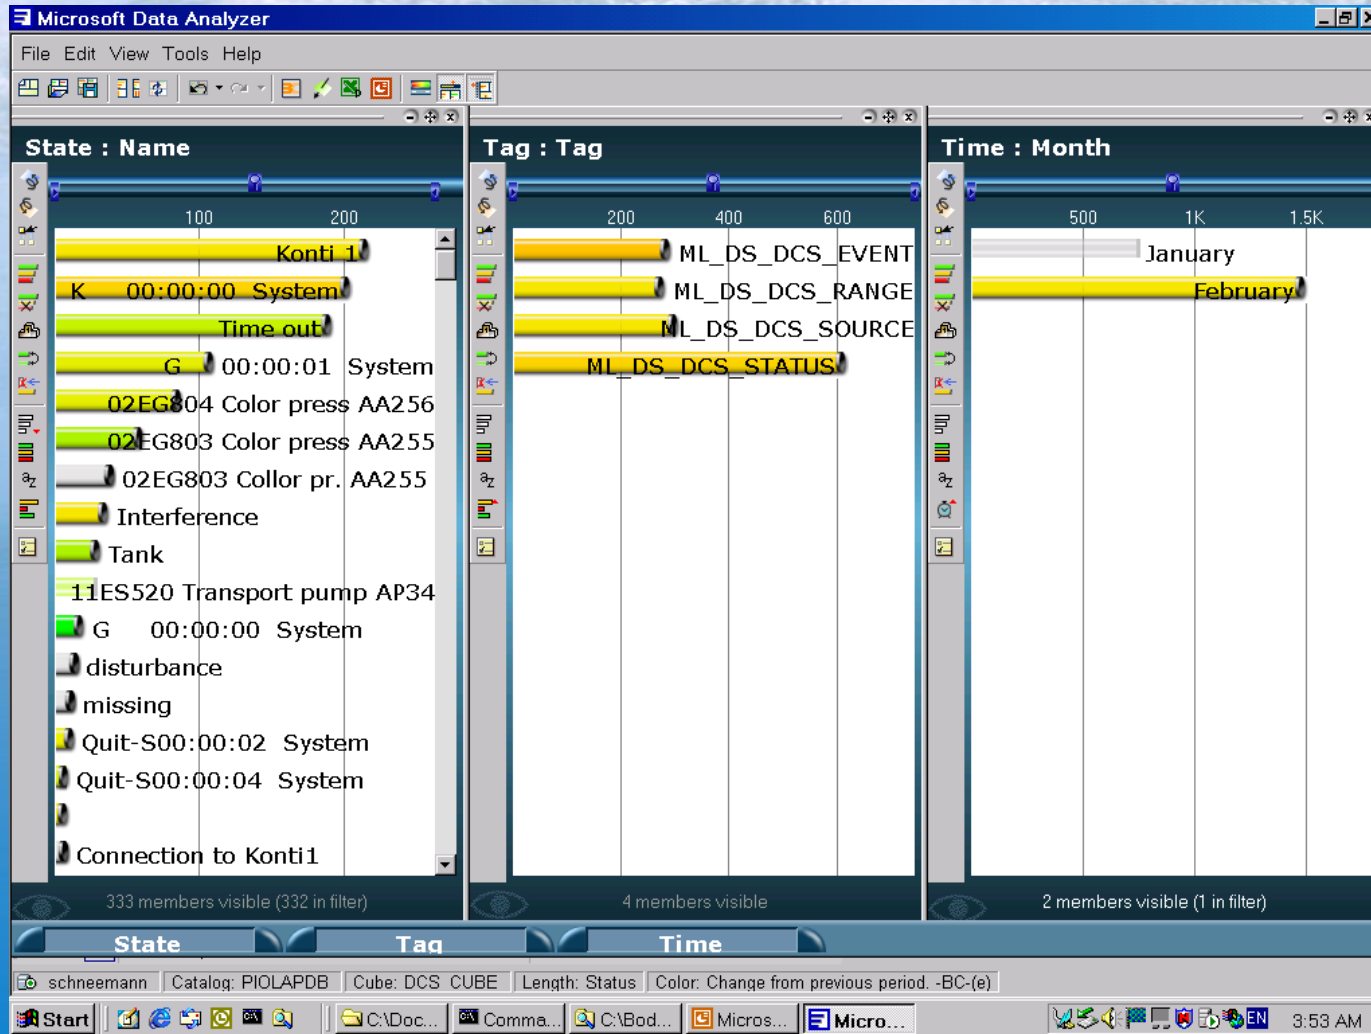 Microsoft Data Analyzer
File Edit View Tools Help
State : Name
100 200
Konti 1
K 00:00:00 System
Time out
G 00:00:01 System
02EG804 Color press AA256
02EG803 Color press AA255
02EG803 Collor pr. AA255
Interference
Tank
11ES520 Transport pump AP34
G 00:00:00 System
disturbance
missing
Quit-S00:00:02 System
Quit-S00:00:04 System
Connection to Konti1
333 members visible (332 in filter)
Tag : Tag
200 400 600
ML_DS_DCS_EVENT
ML_DS_DCS_RANGE
ML_DS_DCS_SOURCE
ML_DS_DCS_STATUS
4 members visible
Time : Month
500 1K 1.5K
January
February
2 members visible (1 in filter)
State Tag Time
schneemann Catalog: PIOLAPDB Cube: DCS CUBE Length: Status Color: Change from previous period. -BC-(e)
Start C:\Doc... Comma... C:\Bod... Micros... Micro... EN 3:53 AM